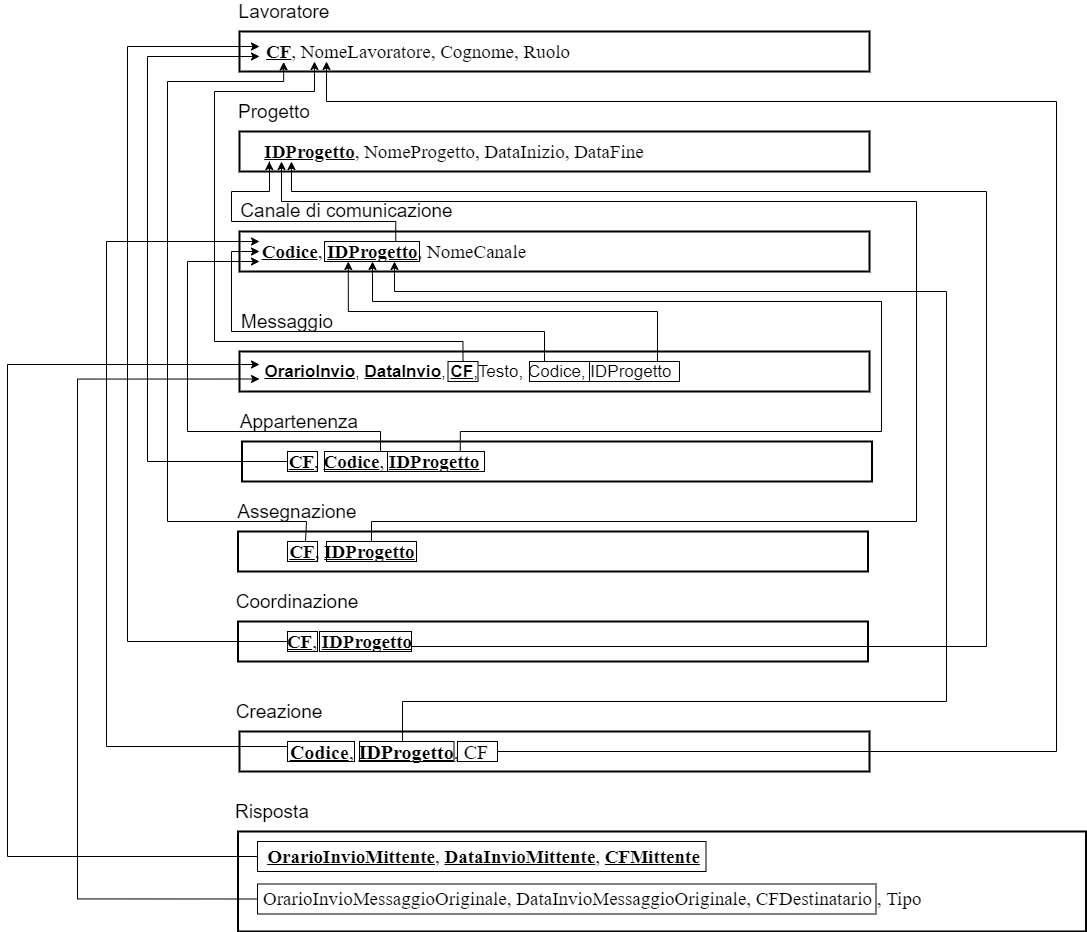 Lavoratore
CF, NomeLavoratore, Cognome, Ruolo
Progetto
IDProgetto, NomeProgetto, DataInizio, DataFine
Canale di comunicazione
Codice, IDProgetto, NomeCanale
Messaggio
OrarioInvio, DataInvio, CF,Testo, Codice, IDProgetto
Appartenenza
CF, Codice, IDProgetto
Assegnazione
CF, IDProgetto
Coordinazione
CF, IDProgetto
Creazione
Codice, IDProgetto, CF
Risposta
OrarioInvioMittente, DataInvioMittente, CFMittente
OrarioInvioMessaggioOriginale, DataInvioMessaggioOriginale, CFDestinatario, Tipo